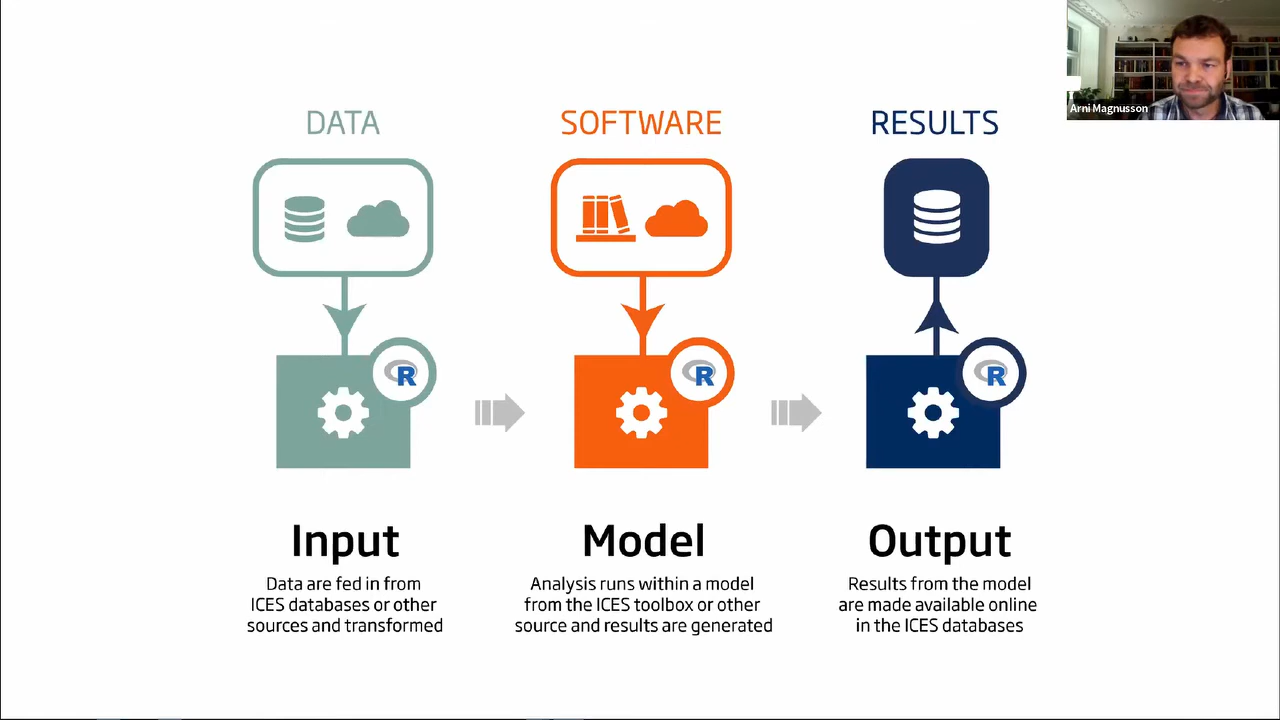 Arni Magnusson
DATA
SOFTWARE
RESULTS
R
R
R
Input
Data are fed in from
ICES databases or other
sources and transformed
Model
Analysis runs within a model
from the ICES toolbox or other
source and results are generated
Output
Results from the model
are made available online
in the ICES databases